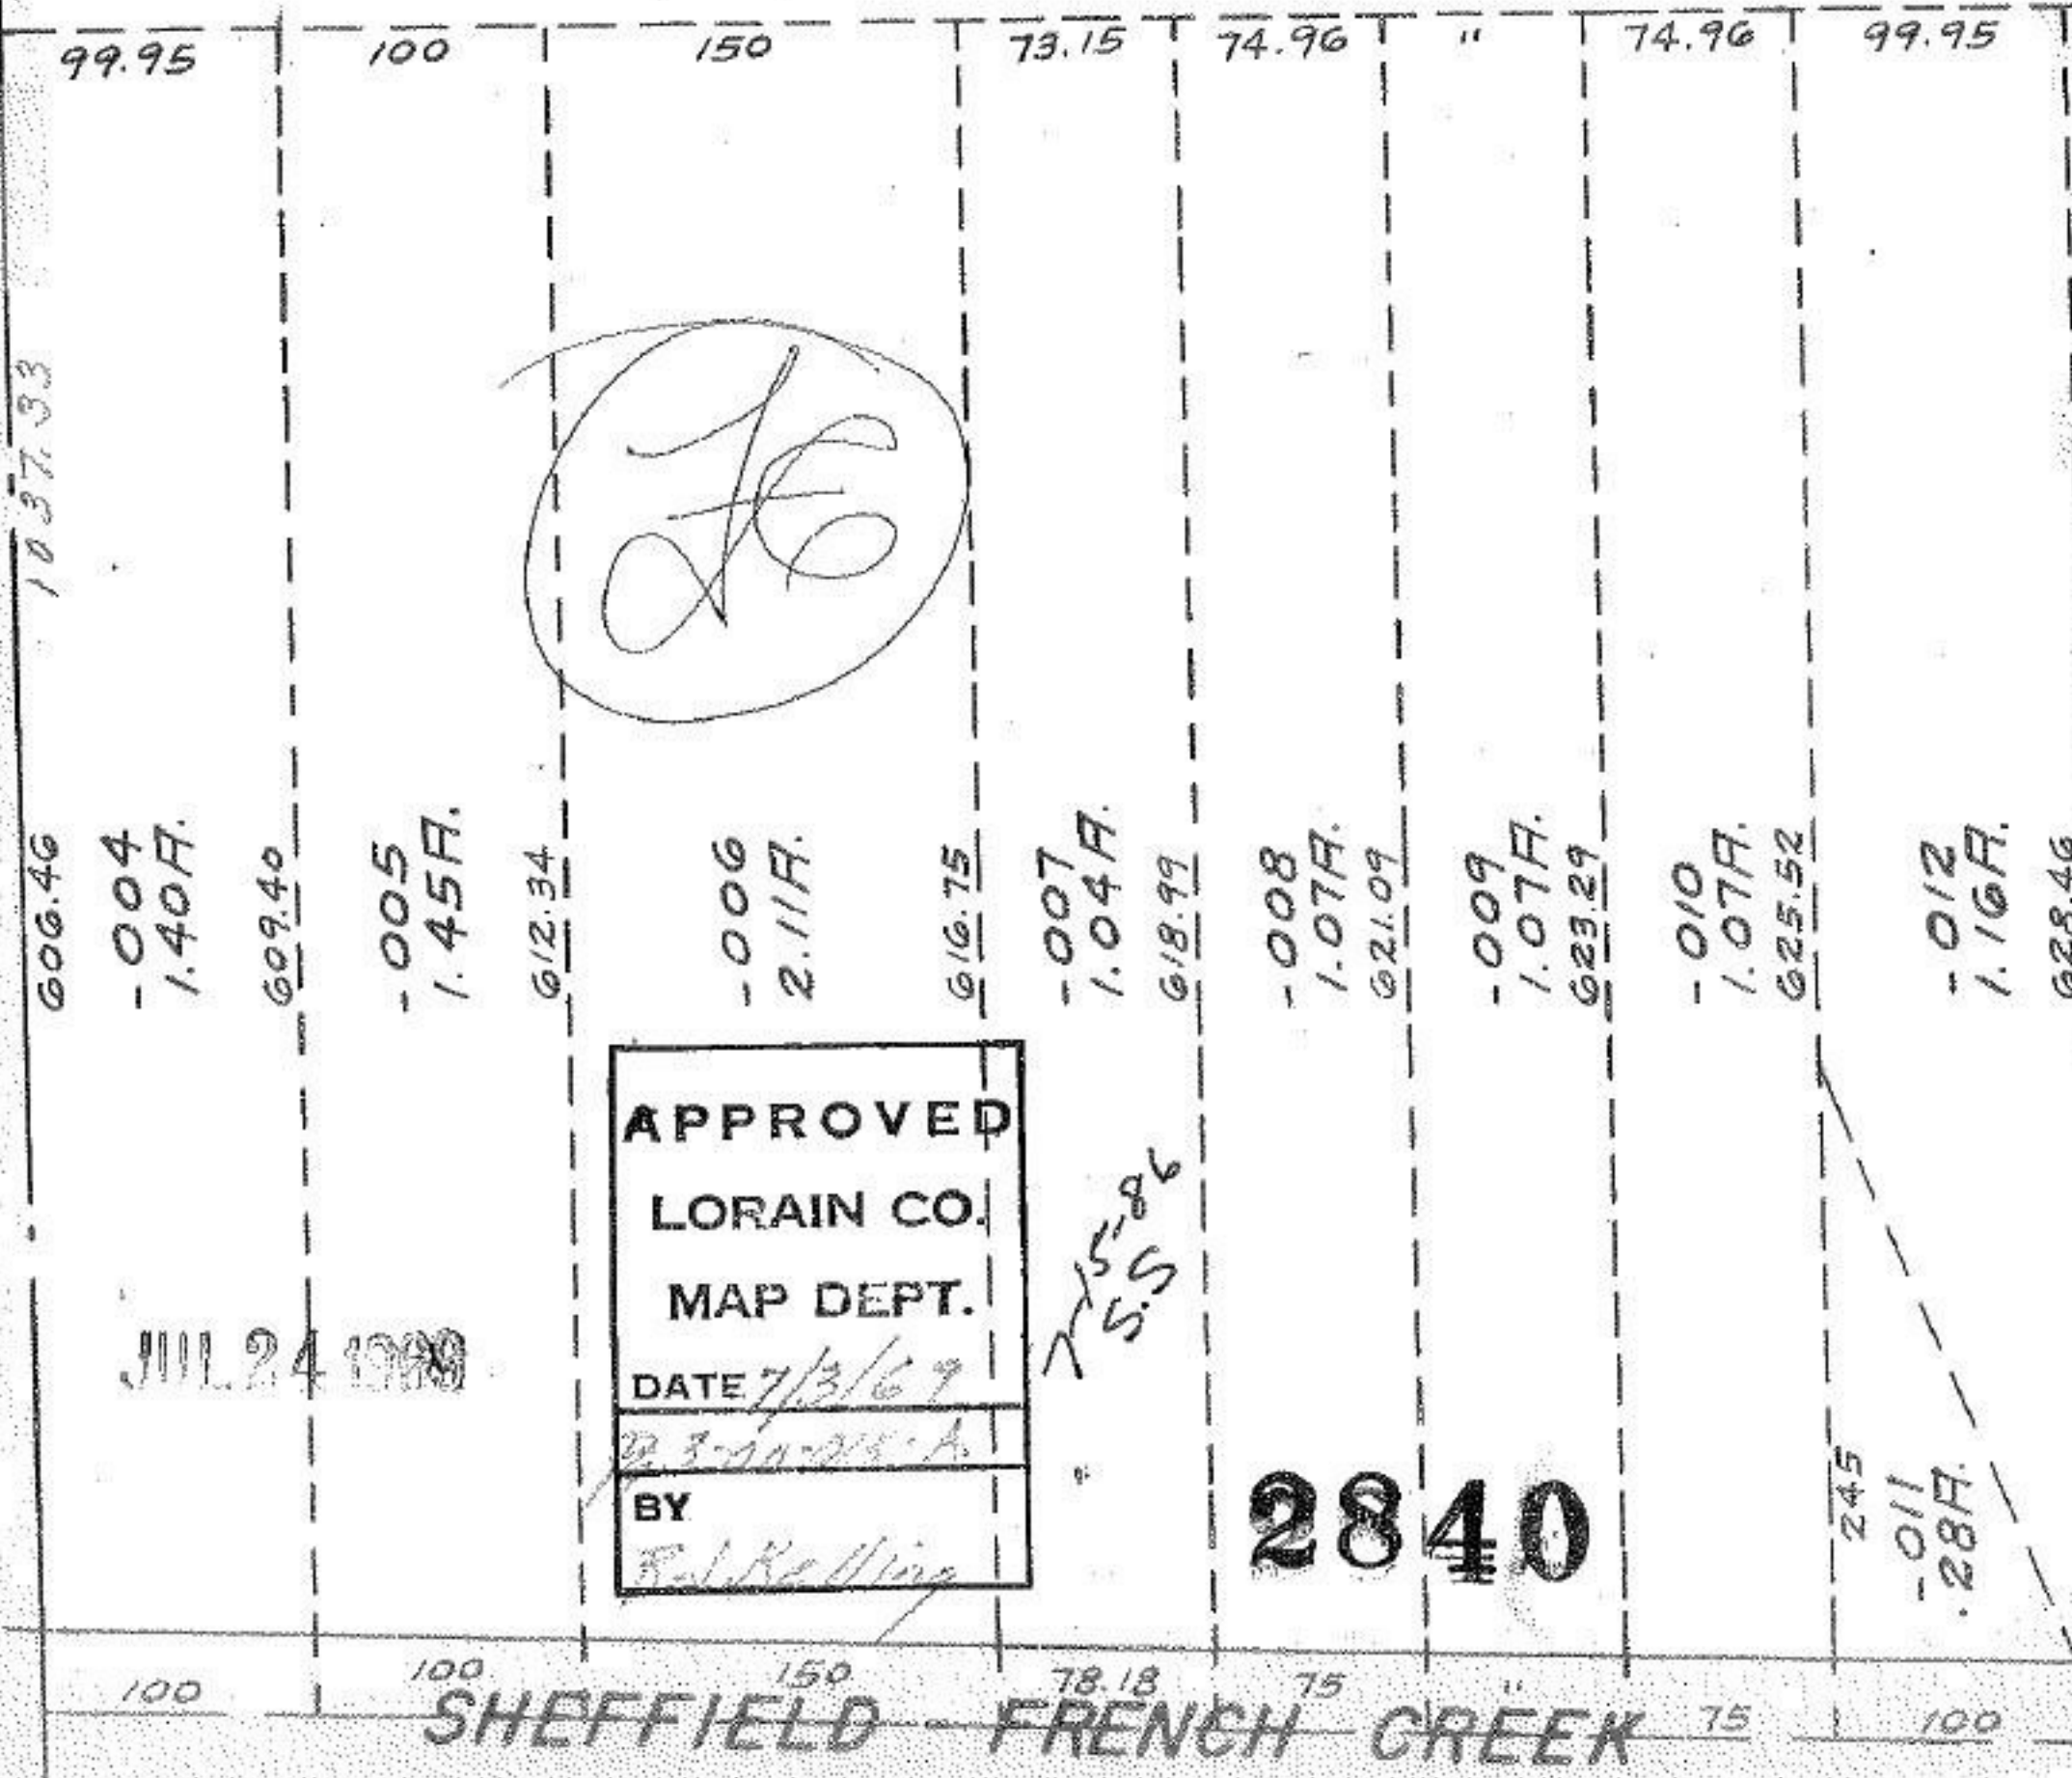 99.95 100 150 73.15 74.96 " 74.96 99.95
1037.33
606.46
-004
1.40A.
609.40
-005
1.45A.
612.34
-006
2.11A.
616.75
-007
1.04A.
618.99
-008
1.07A.
621.09
-009
1.07A.
623.29
-010
1.07A.
625.52
-012
1.16A.
628.46
APPROVED
LORAIN CO.
MAP DEPT.
DATE 7/3/69
BY
15-86
S.S
JUL 24
2840
245
-011
.28A.
100 100 150 78.18 75 " 75 100
SHEFFIELD - FRENCH CREEK